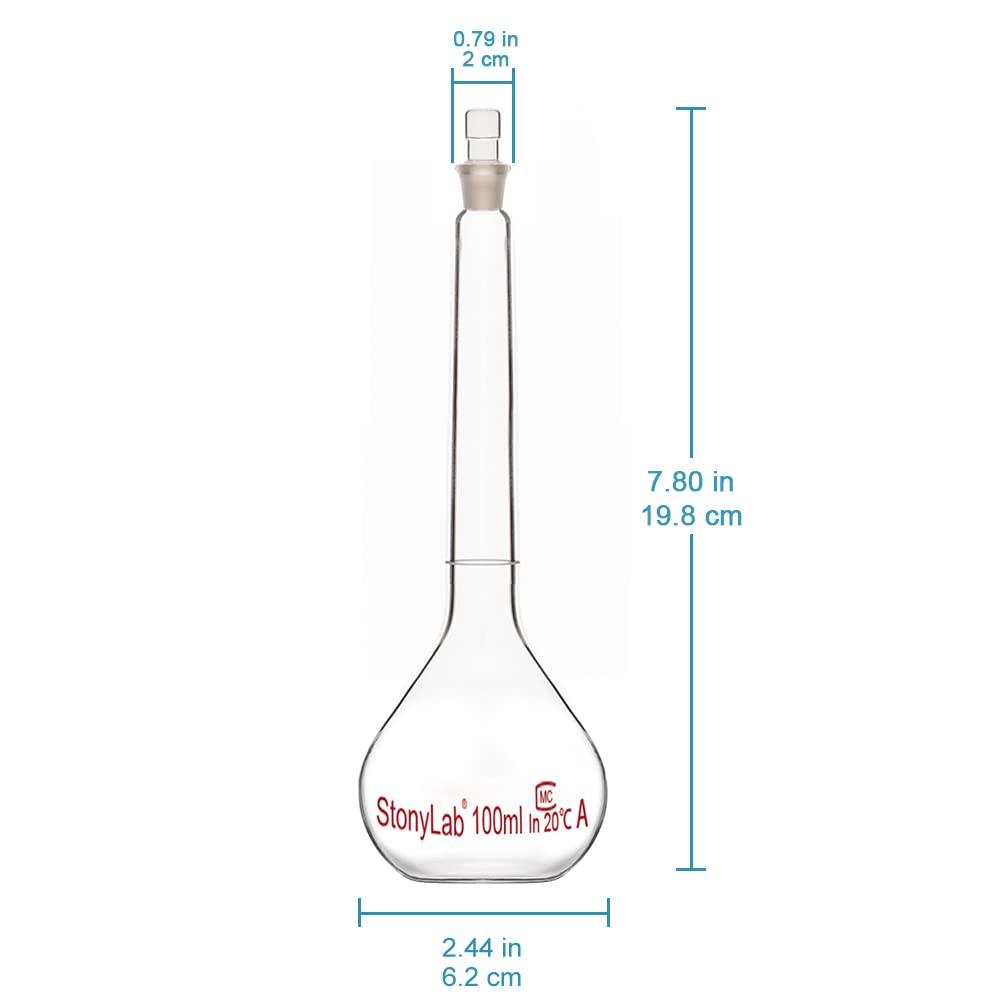 0.79 in
2 cm
7.80 in
19.8 cm
MC
StonyLab® 100ml In 20℃ A
2.44 in
6.2 cm